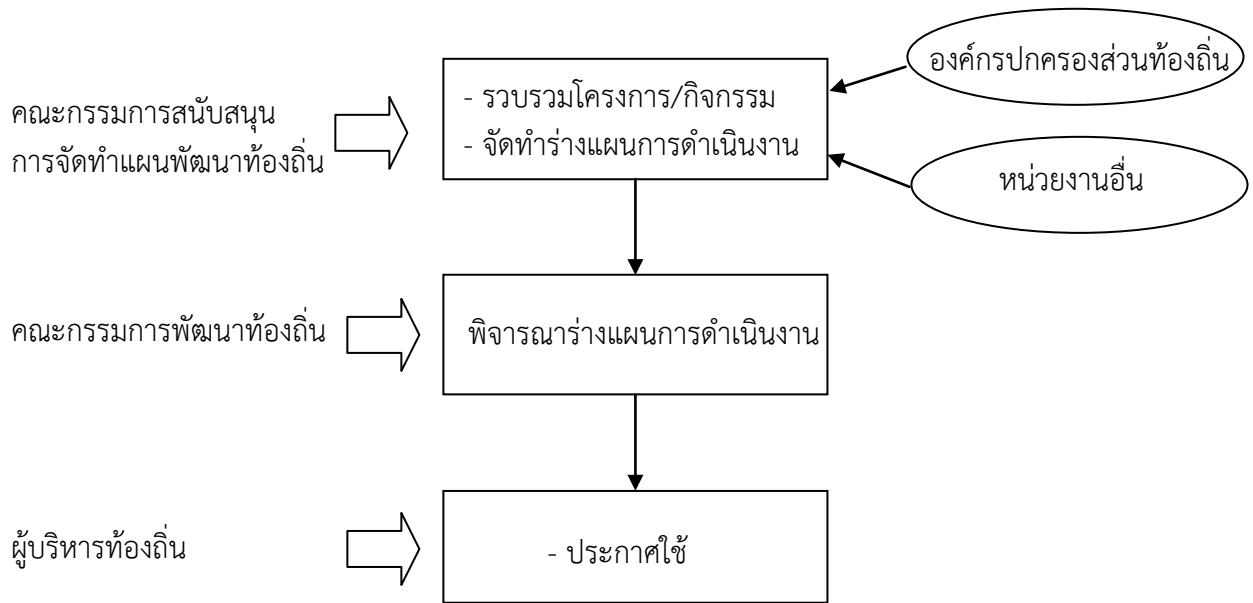 องค์กรปกครองส่วนท้องถิ่น
คณะกรรมการสนับสนุน
การจัดทำแผนพัฒนาท้องถิ่น
- รวบรวมโครงการ/กิจกรรม
- จัดทำร่างแผนการดำเนินงาน
หน่วยงานอื่น
คณะกรรมการพัฒนาท้องถิ่น
พิจารณาร่างแผนการดำเนินงาน
ผู้บริหารท้องถิ่น
- ประกาศใช้